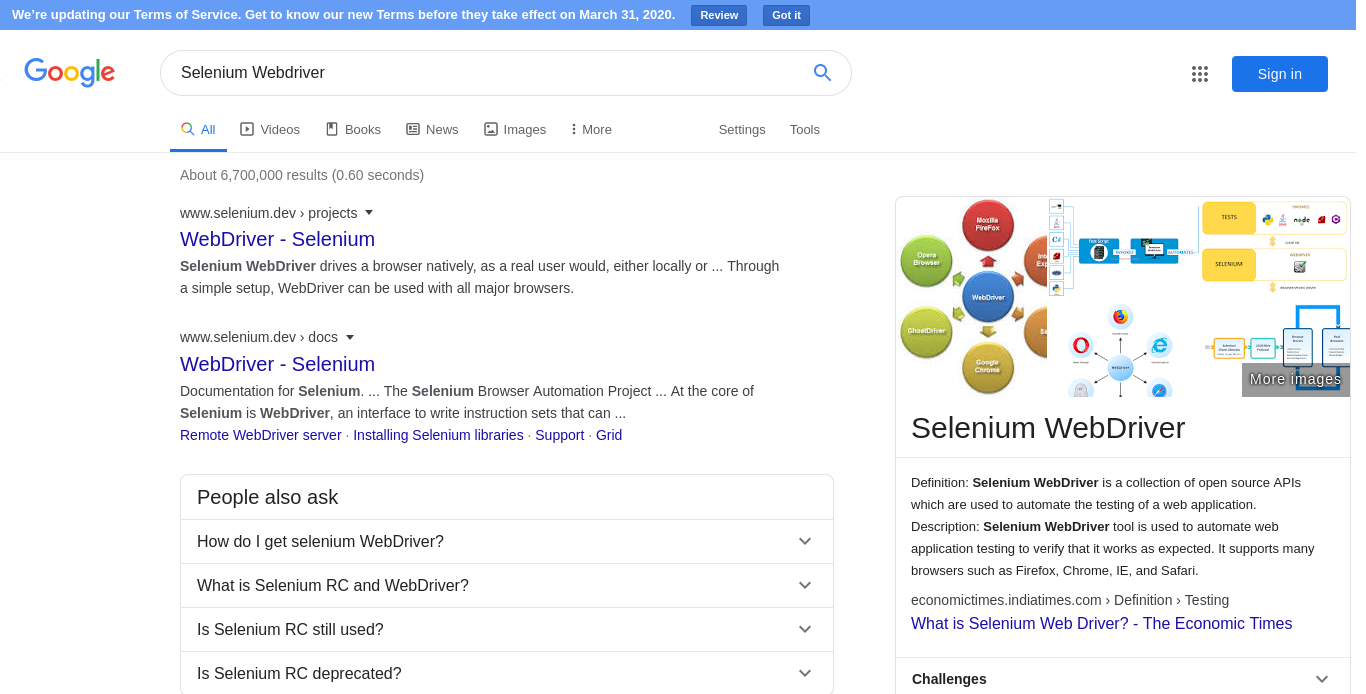 We're updating our Terms of Service. Get to know our new Terms before they take effect on March 31, 2020. Review Got it
Google
Selenium Webdriver
Sign in
All Videos Books News Images More Settings Tools
About 6,700,000 results (0.60 seconds)
www.selenium.dev › projects
WebDriver - Selenium
Selenium WebDriver drives a browser natively, as a real user would, either locally or ... Through
a simple setup, WebDriver can be used with all major browsers.
www.selenium.dev › docs
WebDriver - Selenium
Documentation for Selenium. ... The Selenium Browser Automation Project ... At the core of
Selenium is WebDriver, an interface to write instruction sets that can ...
Remote WebDriver server · Installing Selenium libraries · Support · Grid
People also ask
How do I get selenium WebDriver?
What is Selenium RC and WebDriver?
Is Selenium RC still used?
Is Selenium RC deprecated?
Mozilla
FireFox
Opera
Browser
WebDriver
GhostDriver
Google
Chrome
C#
Test Script
INVOKES
AUTOMATES
TESTS
node
SELENIUM
WEBDRIVER
WebDriver
More images
Selenium WebDriver
Definition: Selenium WebDriver is a collection of open source APIs
which are used to automate the testing of a web application.
Description: Selenium WebDriver tool is used to automate web
application testing to verify that it works as expected. It supports many
browsers such as Firefox, Chrome, IE, and Safari.
economictimes.indiatimes.com › Definition › Testing
What is Selenium Web Driver? - The Economic Times
Challenges